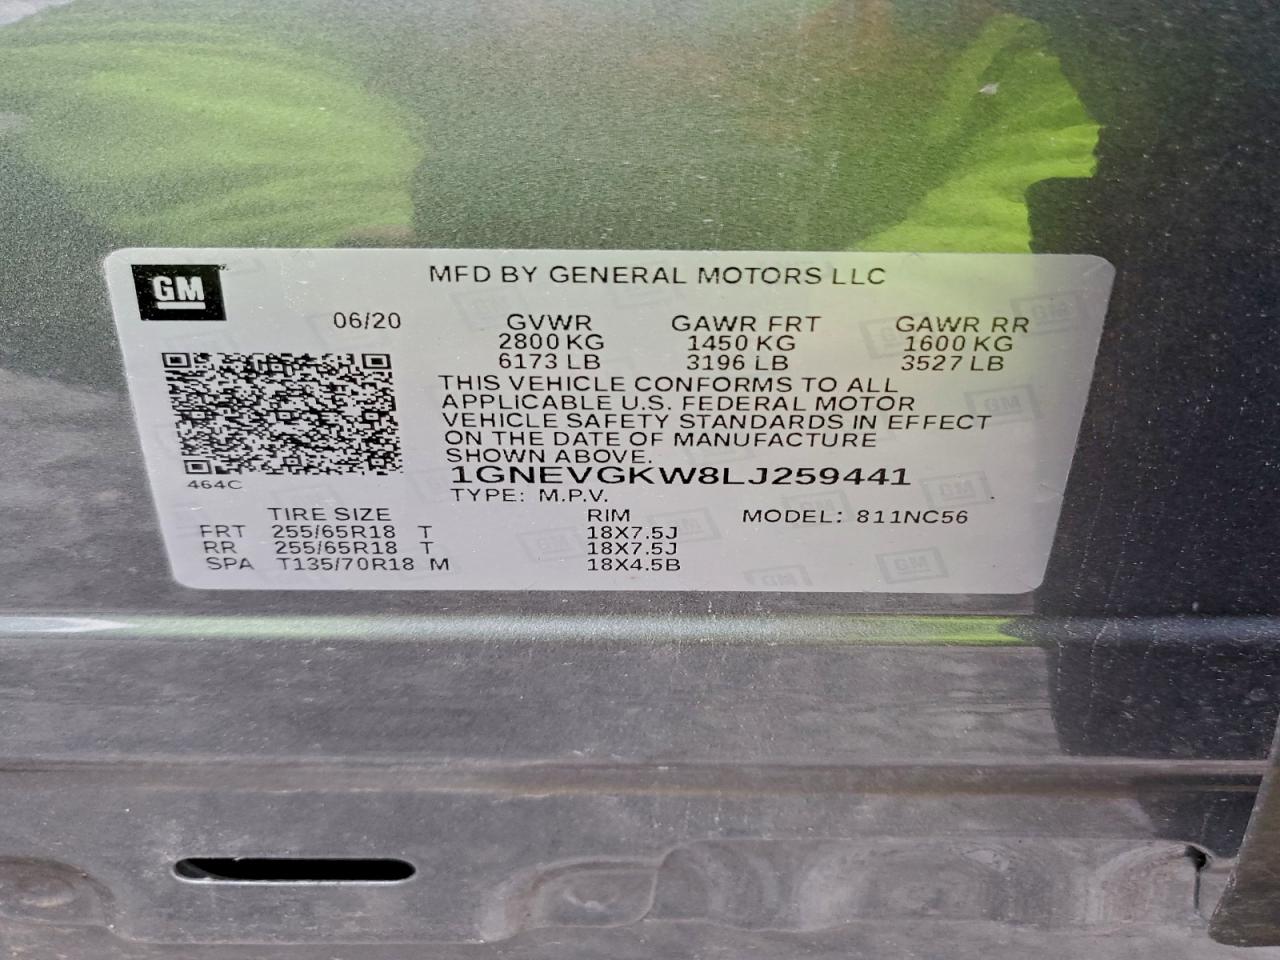 GM
MFD BY GENERAL MOTORS LLC
06/20 GVWR GAWR FRT GAWR RR
2800 KG 1450 KG 1600 KG
6173 LB 3196 LB 3527 LB
THIS VEHICLE CONFORMS TO ALL
APPLICABLE U.S. FEDERAL MOTOR
VEHICLE SAFETY STANDARDS IN EFFECT
ON THE DATE OF MANUFACTURE
SHOWN ABOVE.
1GNEVGKW8LJ259441
464C
TYPE: M.P.V.
TIRE SIZE RIM MODEL: 811NC56
FRT 255/65R18 T 18X7.5J
RR 255/65R18 T 18X7.5J
SPA T135/70R18 M 18X4.5B